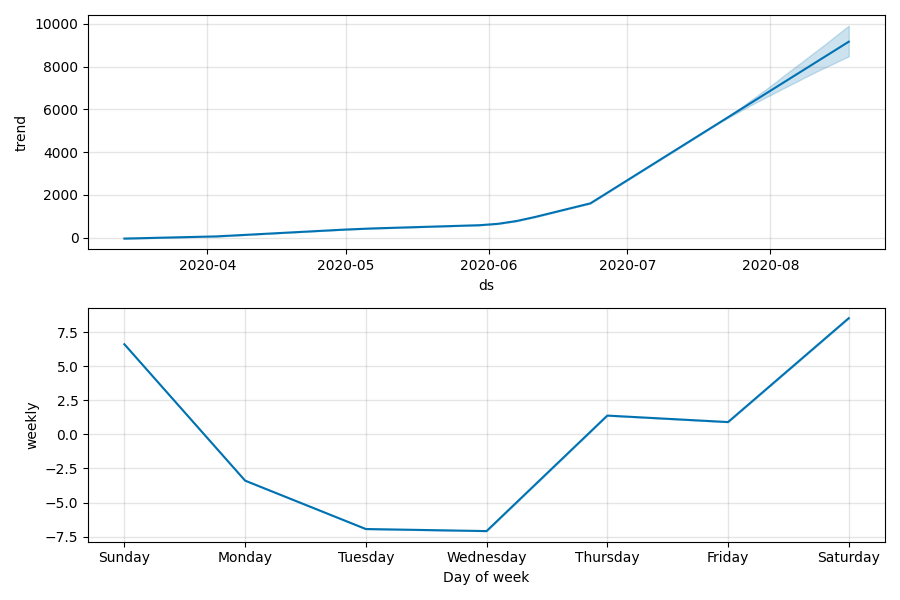 10000
8000
6000
4000
2000
0
trend
2020-04 2020-05 2020-06 2020-07 2020-08
ds
7.5
5.0
2.5
0.0
−2.5
−5.0
−7.5
weekly
Sunday Monday Tuesday Wednesday Thursday Friday Saturday
Day of week